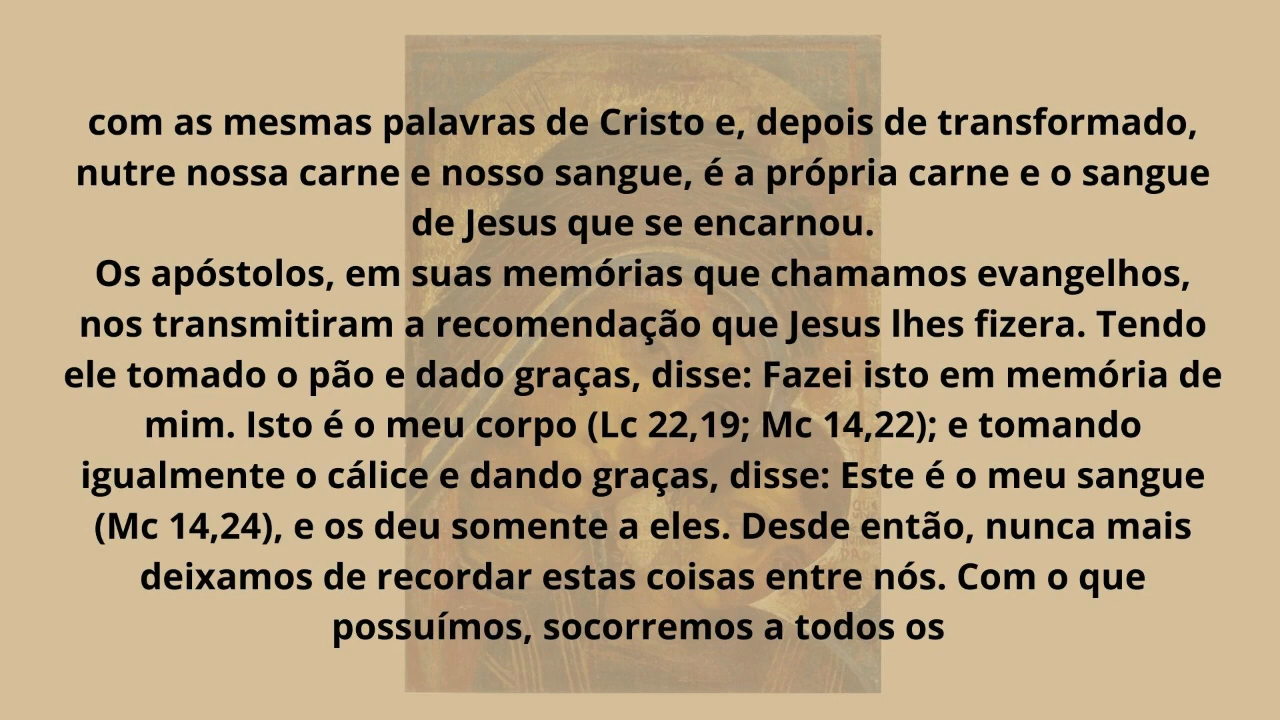 com as mesmas palavras de Cristo e, depois de transformado,
nutre nossa carne e nosso sangue, é a própria carne e o sangue
de Jesus que se encarnou.
Os apóstolos, em suas memórias que chamamos evangelhos,
nos transmitiram a recomendação que Jesus lhes fizera. Tendo
ele tomado o pão e dado graças, disse: Fazei isto em memória de
mim. Isto é o meu corpo (Lc 22,19; Mc 14,22); e tomando
igualmente o cálice e dando graças, disse: Este é o meu sangue
(Mc 14,24), e os deu somente a eles. Desde então, nunca mais
deixamos de recordar estas coisas entre nós. Com o que
possuímos, socorremos a todos os